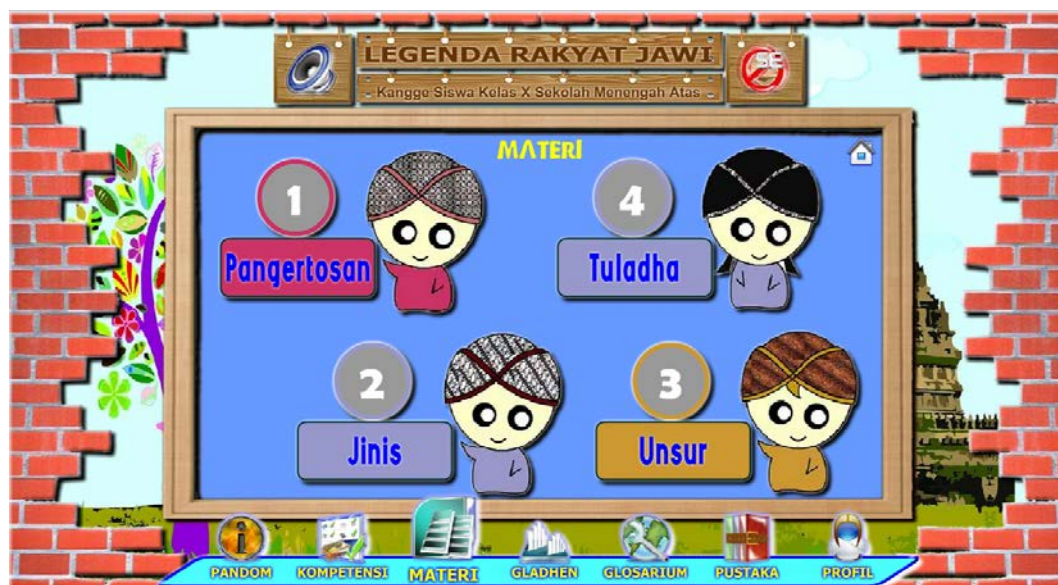 LEGENDA RAKYAT JAWI
SE
Kangge Siswa Kelas X Sekolah Menengah Atas
MATERI
1
Pangertosan
4
Tuladha
2
Jinis
3
Unsur
PANDOM KOMPETENSI MATERI GLADHEN GLOSARIUM PUSTAKA PROFIL